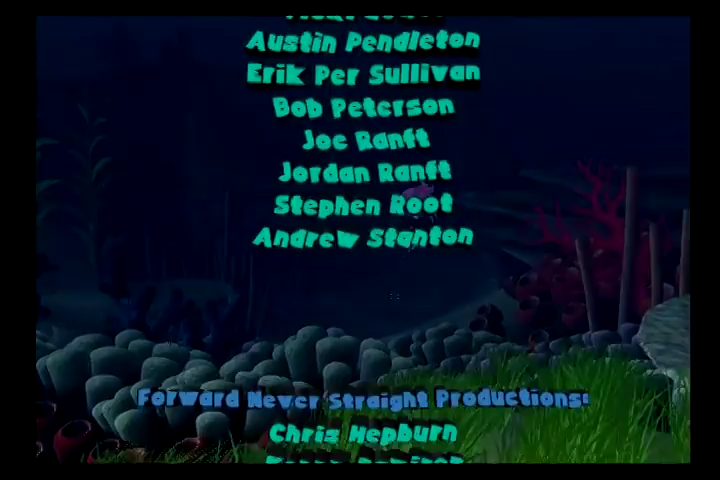 Austin Pendleton
Erik Per Sullivan
Bob Peterson
Joe Ranft
Jordan Ranft
Stephen Root
Andrew Stanton
Forward Never Straight Productions:
Chris Hepburn